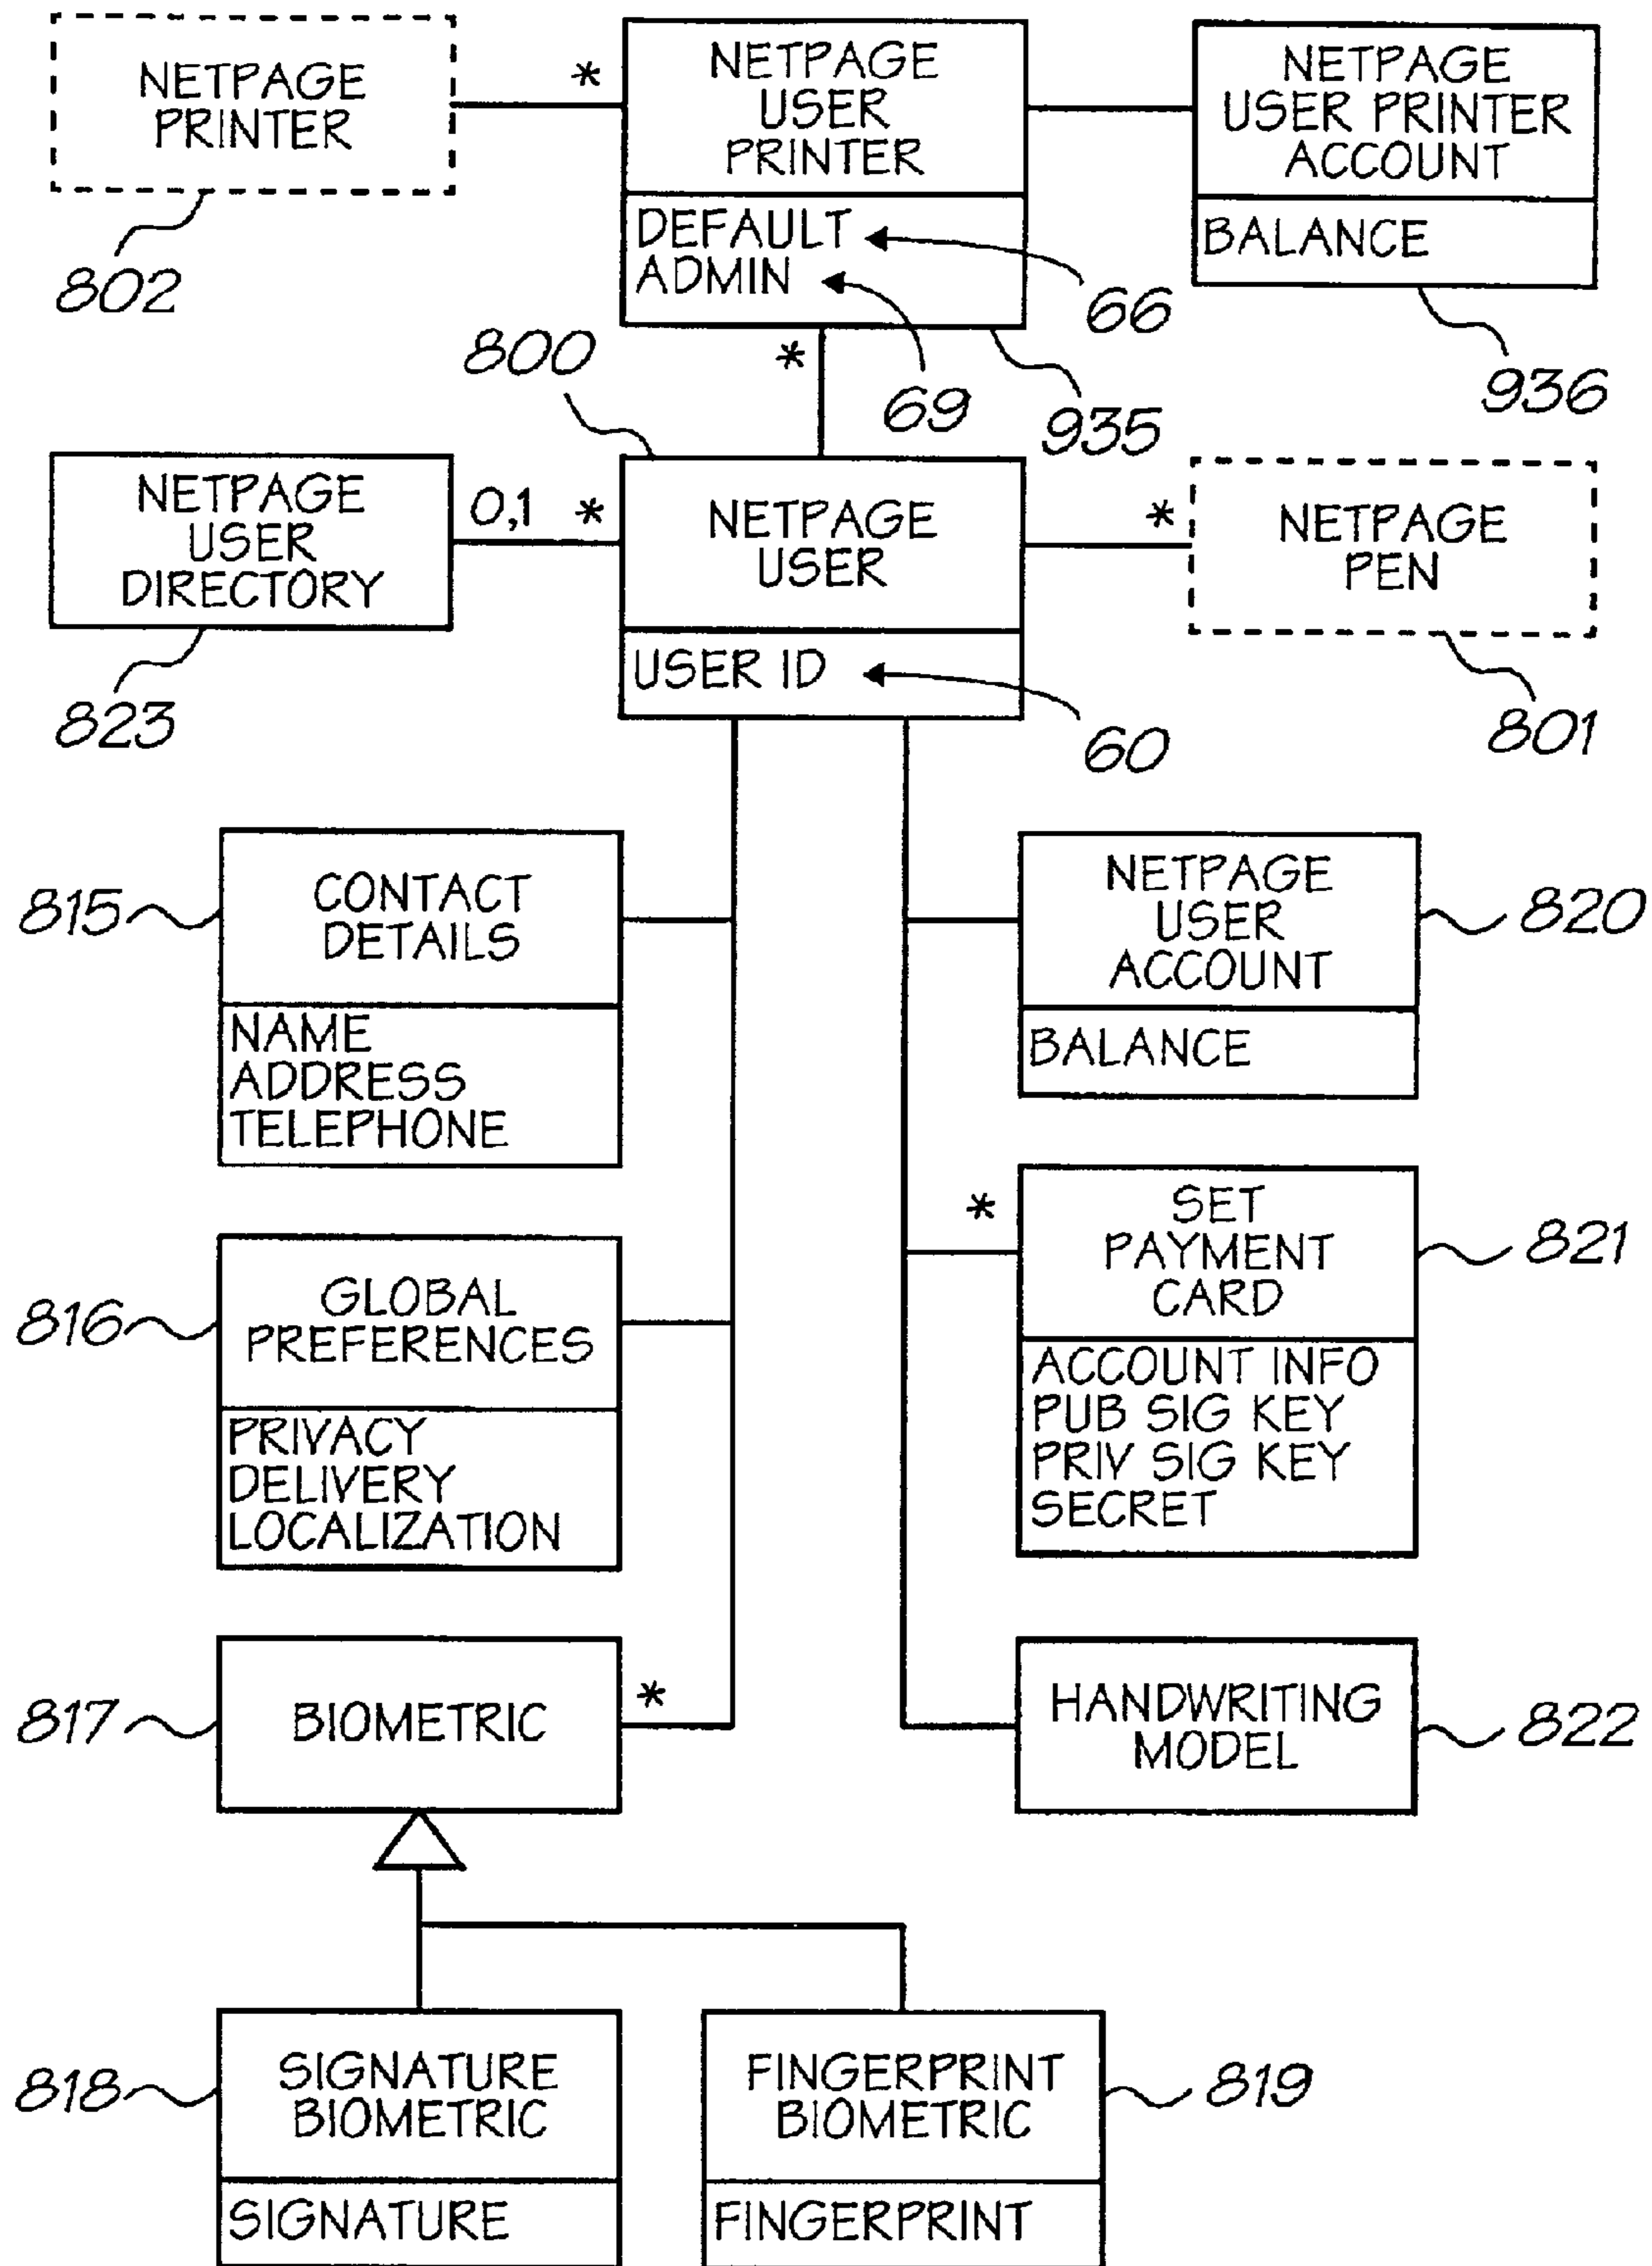 NETPAGE
PRINTER
802
*
NETPAGE
USER
PRINTER
DEFAULT
ADMIN
66
69
935
NETPAGE
USER PRINTER
ACCOUNT
BALANCE
936
*
800
NETPAGE
USER
DIRECTORY
823
0,1 *
NETPAGE
USER
USER ID
60
*
NETPAGE
PEN
801
815
CONTACT
DETAILS
NAME
ADDRESS
TELEPHONE
NETPAGE
USER
ACCOUNT
BALANCE
820
816
GLOBAL
PREFERENCES
PRIVACY
DELIVERY
LOCALIZATION
*
SET
PAYMENT
CARD
ACCOUNT INFO
PUB SIG KEY
PRIV SIG KEY
SECRET
821
817
BIOMETRIC
*
HANDWRITING
MODEL
822
818
SIGNATURE
BIOMETRIC
SIGNATURE
FINGERPRINT
BIOMETRIC
FINGERPRINT
819